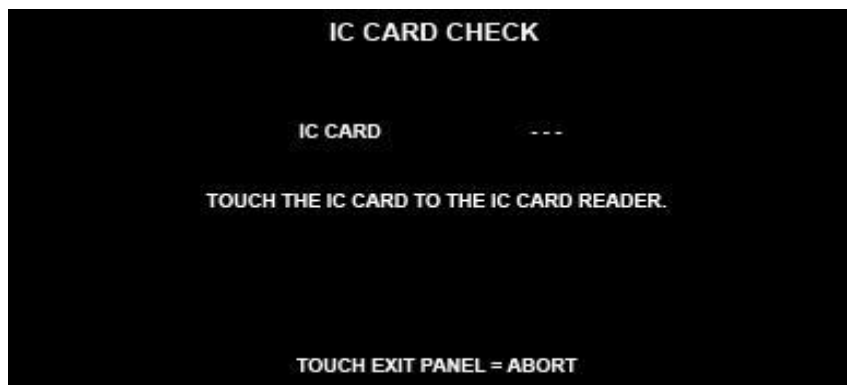 IC CARD CHECK
IC CARD ---
TOUCH THE IC CARD TO THE IC CARD READER.
TOUCH EXIT PANEL = ABORT